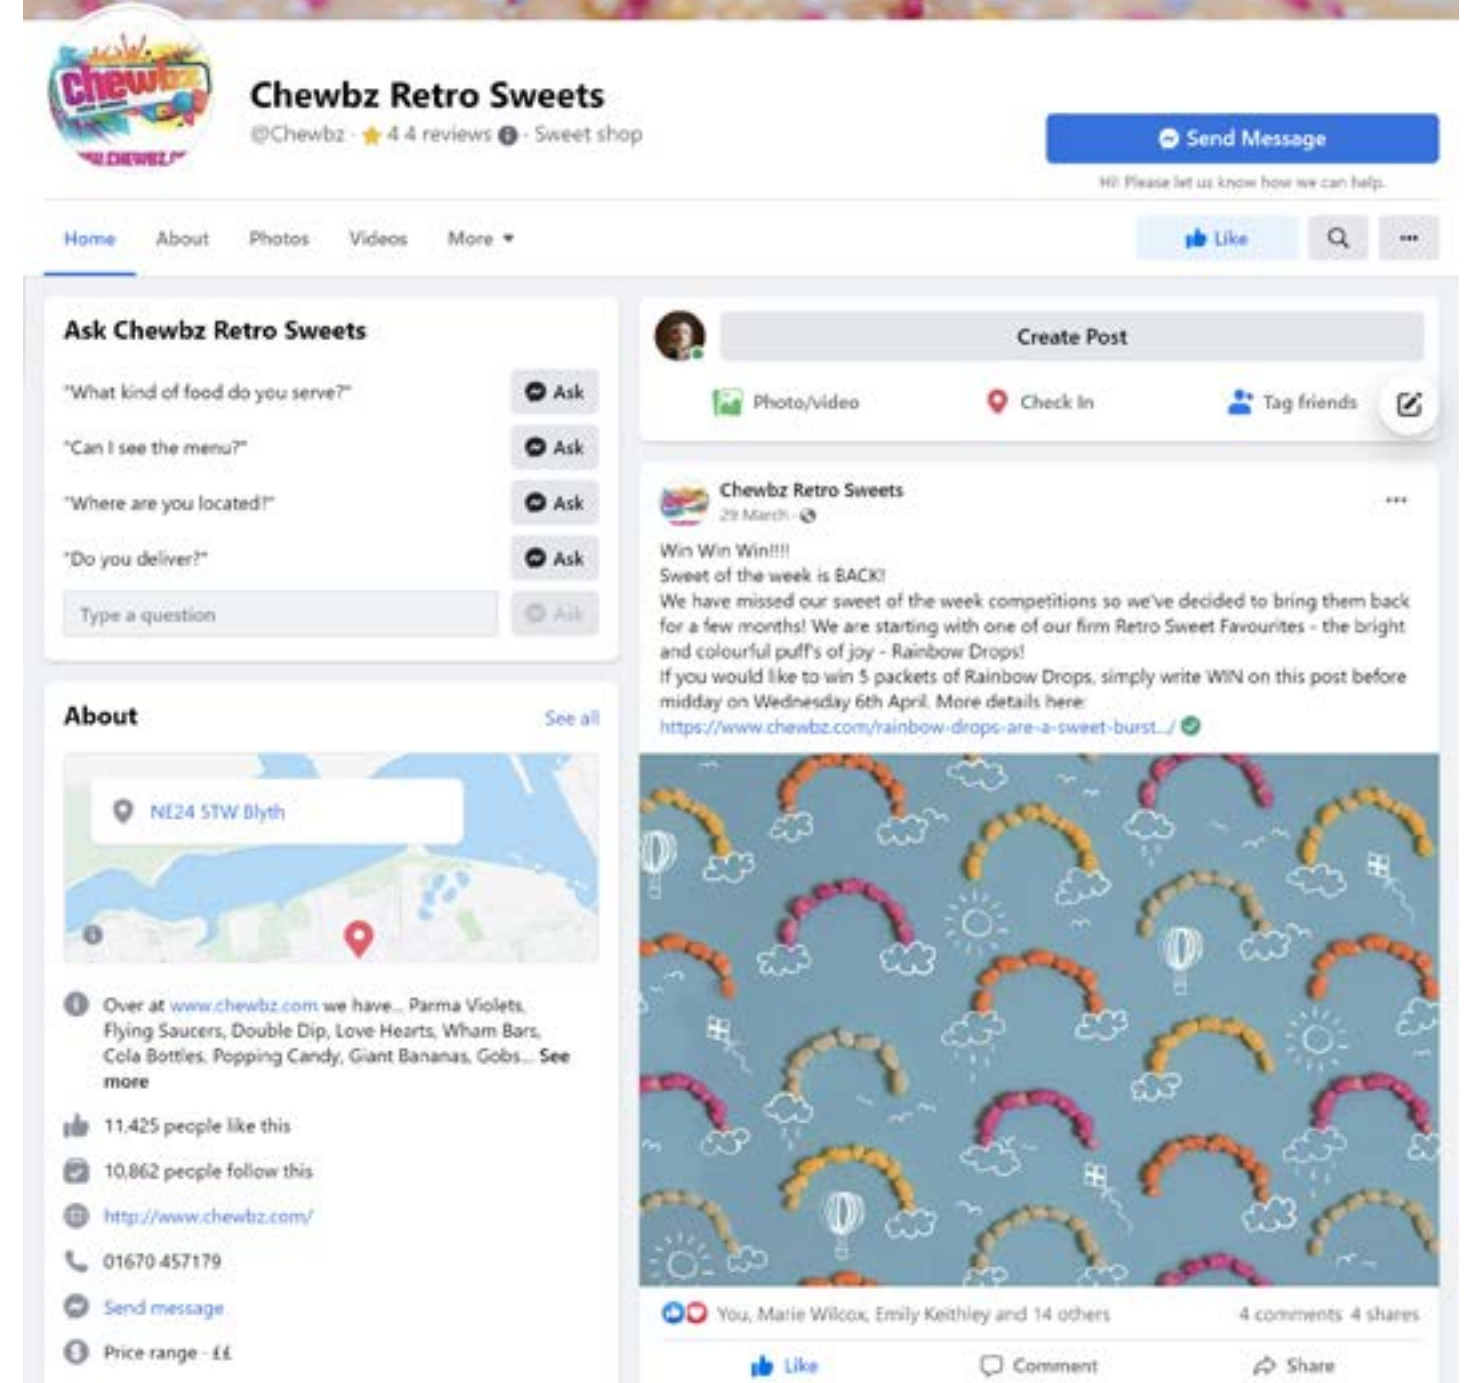 chewbz
WWW.CHEWBZ.CO
Chewbz Retro Sweets
@Chewbz · 4 4 reviews · Sweet shop
Send Message
Hi! Please let us know how we can help.
Home About Photos Videos More
Like
Ask Chewbz Retro Sweets
"What kind of food do you serve?" Ask
"Can I see the menu?" Ask
"Where are you located?" Ask
"Do you deliver?" Ask
Type a question Ask
About See all
NE24 5TW Blyth
Over at www.chewbz.com we have... Parma Violets,
Flying Saucers, Double Dip, Love Hearts, Wham Bars,
Cola Bottles, Popping Candy, Giant Bananas, Gobs... See
more
11,425 people like this
10,862 people follow this
http://www.chewbz.com/
01670 457179
Send message
Price range · ££
Create Post
Photo/video Check In Tag friends
Chewbz Retro Sweets
29 March ·
Win Win Win!!!!
Sweet of the week is BACK!
We have missed our sweet of the week competitions so we've decided to bring them back
for a few months! We are starting with one of our firm Retro Sweet Favourites - the bright
and colourful puff's of joy - Rainbow Drops!
If you would like to win 5 packets of Rainbow Drops, simply write WIN on this post before
midday on Wednesday 6th April. More details here:
https://www.chewbz.com/rainbow-drops-are-a-sweet-burst.../
You, Marie Wilcox, Emily Keithley and 14 others 4 comments 4 shares
Like Comment Share